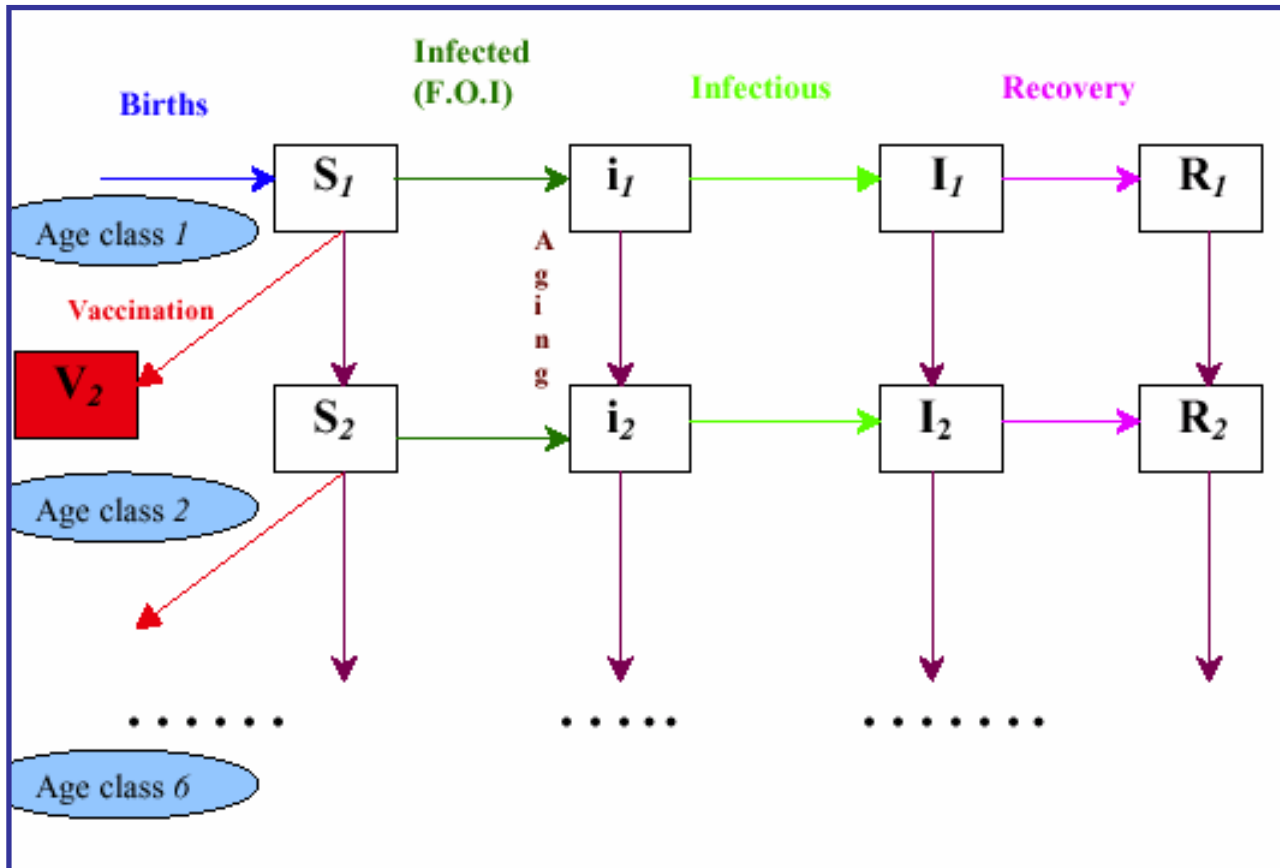 Infected
(F.O.I)
Births
Infectious
Recovery
S1
i1
I1
R1
Age class 1
Aging
Vaccination
V2
S2
i2
I2
R2
Age class 2
. . . . . .
. . . . .
. . . . . . .
Age class 6